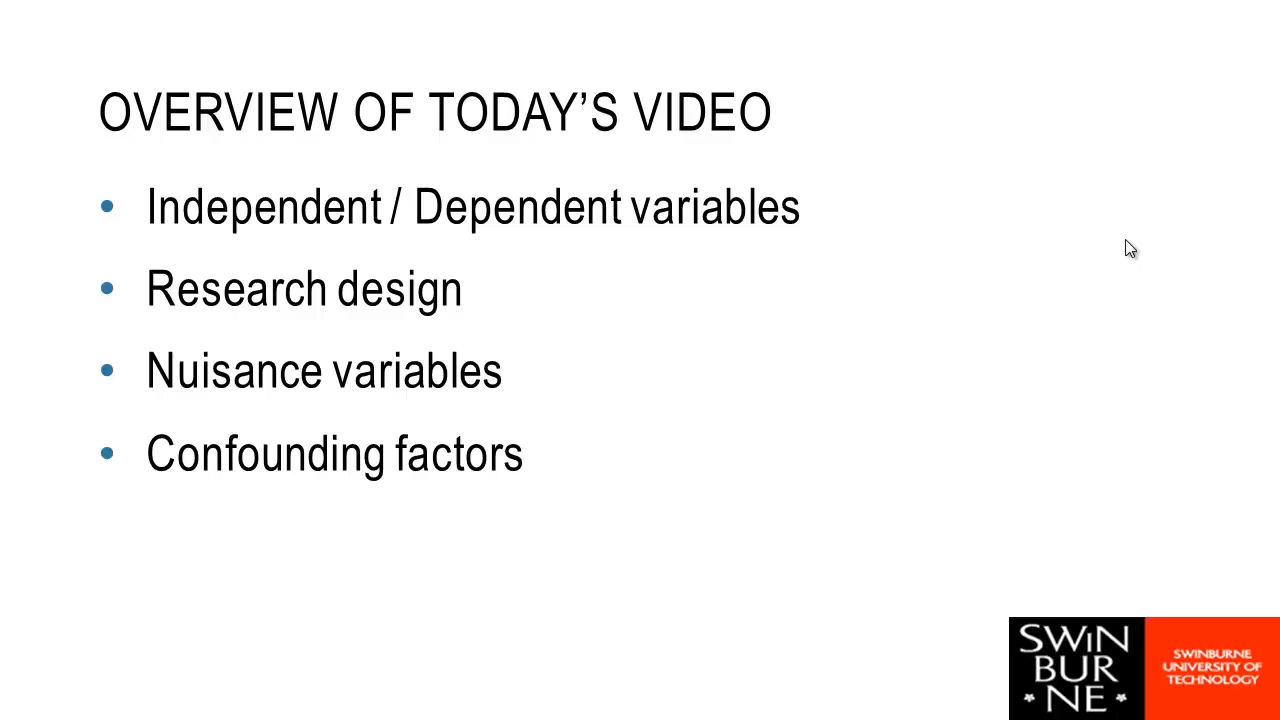 OVERVIEW OF TODAY’S VIDEO
• Independent / Dependent variables
• Research design
• Nuisance variables
• Confounding factors
SWIN
BUR
* NE *
SWINBURNE
UNIVERSITY OF
TECHNOLOGY